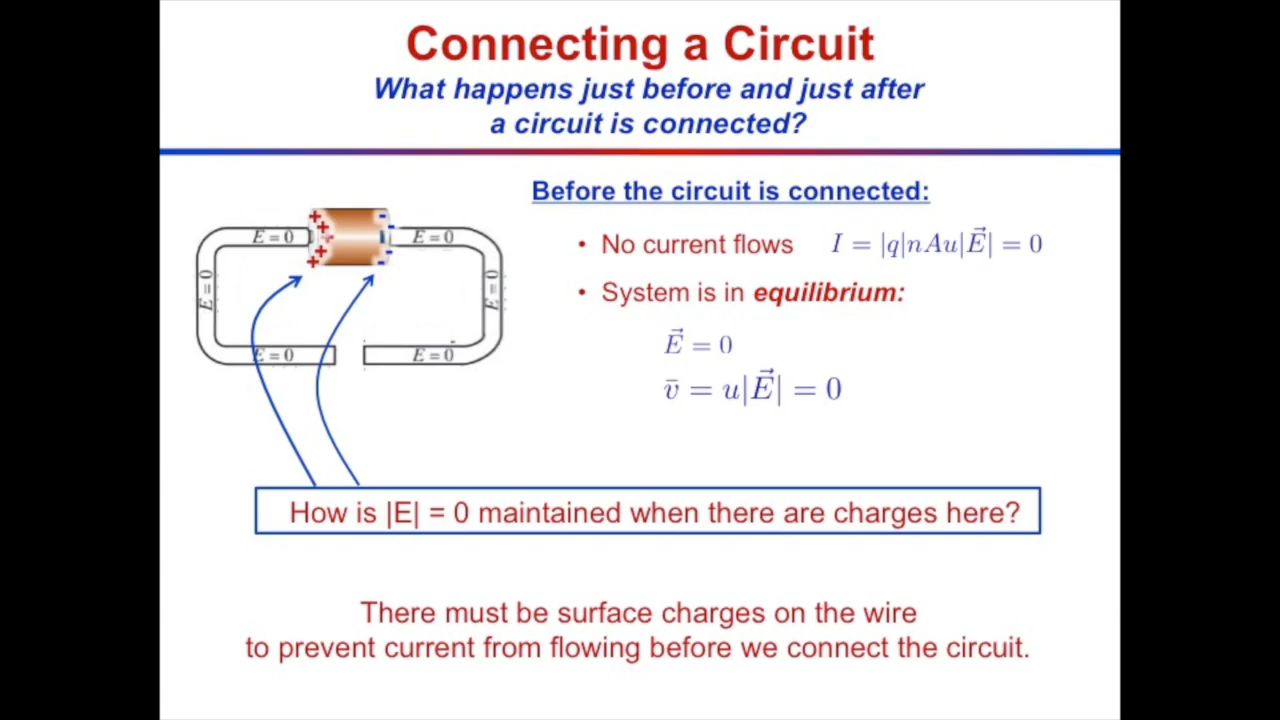 Connecting a Circuit
What happens just before and just after
a circuit is connected?
Before the circuit is connected:
• No current flows I = |q|nAu|E⃗| = 0
• System is in equilibrium:
E⃗ = 0
v̄ = u|E⃗| = 0
E = 0
E = 0
E = 0
E = 0
E = 0
E = 0
How is |E| = 0 maintained when there are charges here?
There must be surface charges on the wire
to prevent current from flowing before we connect the circuit.